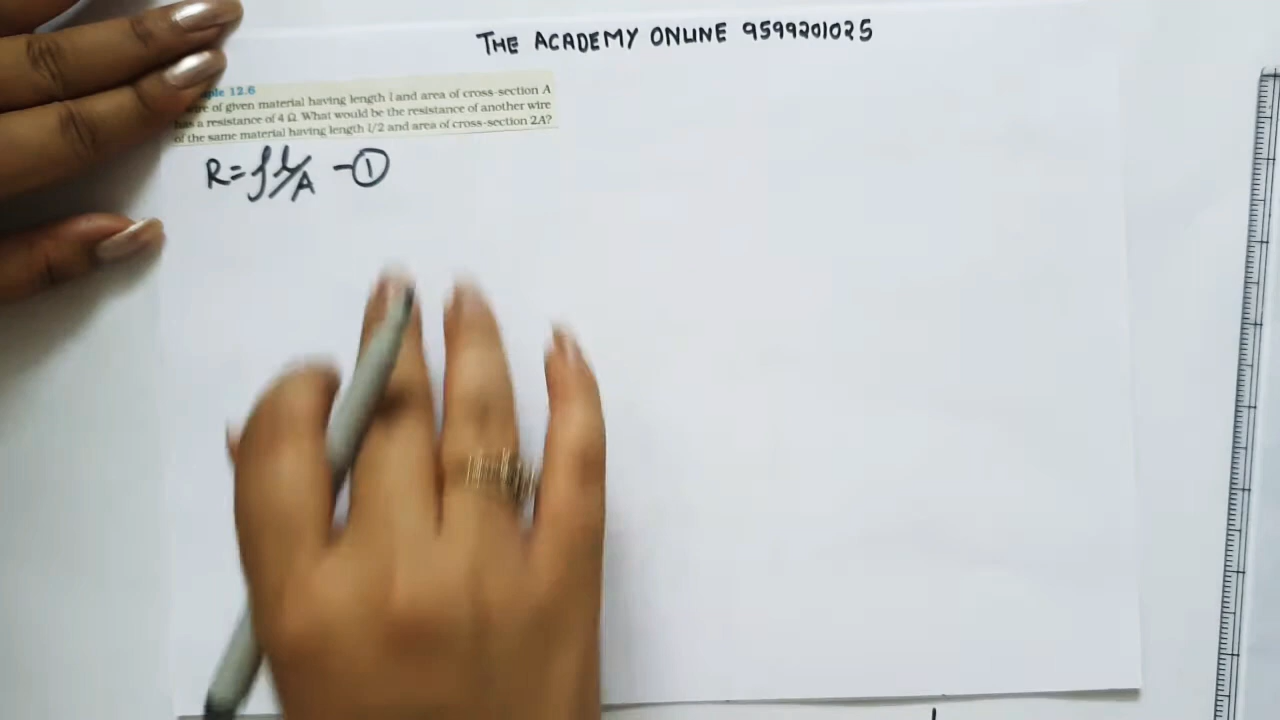 THE ACADEMY ONLINE 9599201025
12.6
of given material having length l and area of cross-section A
has a resistance of 4 Ω. What would be the resistance of another wire
of the same material having length l/2 and area of cross-section 2A?
R=ρl/A -①